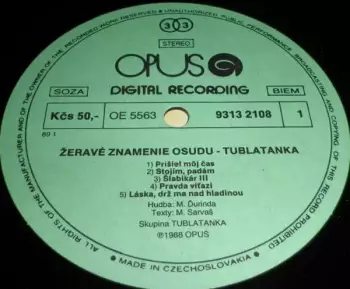 ALL RIGHTS OF THE MANUFACTURER AND OF THE OWNER OF THE RECORDED WORK RESERVED • UNAUTHORIZED PUBLIC PERFORMANCE BROADCASTING AND COPYING OF THIS RECORD PROHIBITED
33
STEREO
OPUS
SOZA DIGITAL RECORDING BIEM
Kčs 50,- OE 5563 9313 2108 1
89 1
ŽERAVÉ ZNAMENIE OSUDU - TUBLATANKA
1) Prišiel môj čas
2) Stojím, padám
3) Šlabikár III
4) Pravda víťazí
5) Láska, drž ma nad hladinou
Hudba: M. Ďurinda
Texty: M. Sarvaš
Skupina TUBLATANKA
℗1988 OPUS
• MADE IN CZECHOSLOVAKIA •